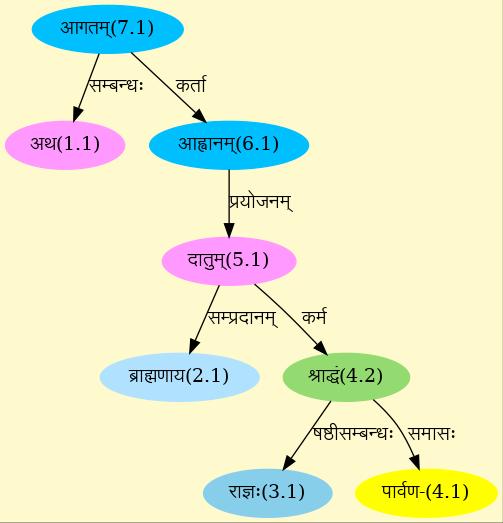 आगतम्(7.1)
सम्बन्धः कर्ता
अथ(1.1) आह्वानम्(6.1)
प्रयोजनम्
दातुम्(5.1)
सम्प्रदानम् कर्म
ब्राह्मणाय(2.1) श्राद्धं(4.2)
षष्ठीसम्बन्धः समासः
राज्ञः(3.1) पार्वण-(4.1)